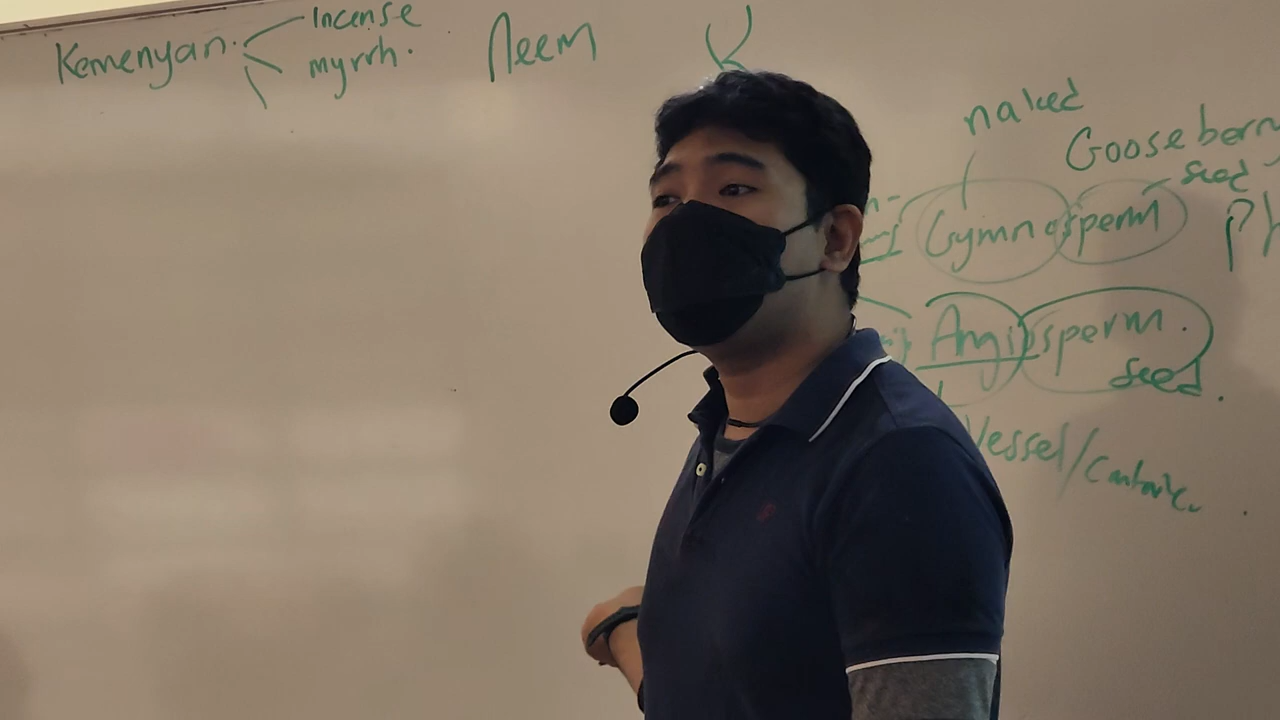 Kemenyan
Incense
myrrh.
Neem
K
naked
Gooseberry
seed
Gymnosperm
Angiosperm.
seed.
Vessel/